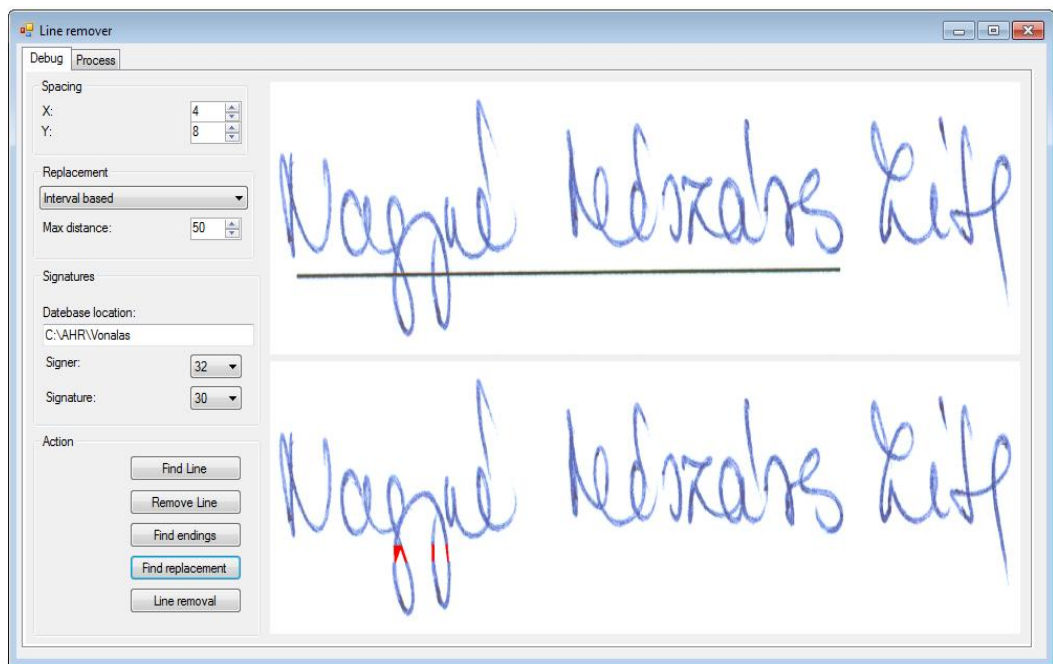 Line remover
Debug Process
Spacing
X: 4
Y: 8
Replacement
Interval based
Max distance: 50
Signatures
Datebase location:
C:\AHR\Vonalas
Signer: 32
Signature: 30
Action
Find Line
Remove Line
Find endings
Find replacement
Line removal